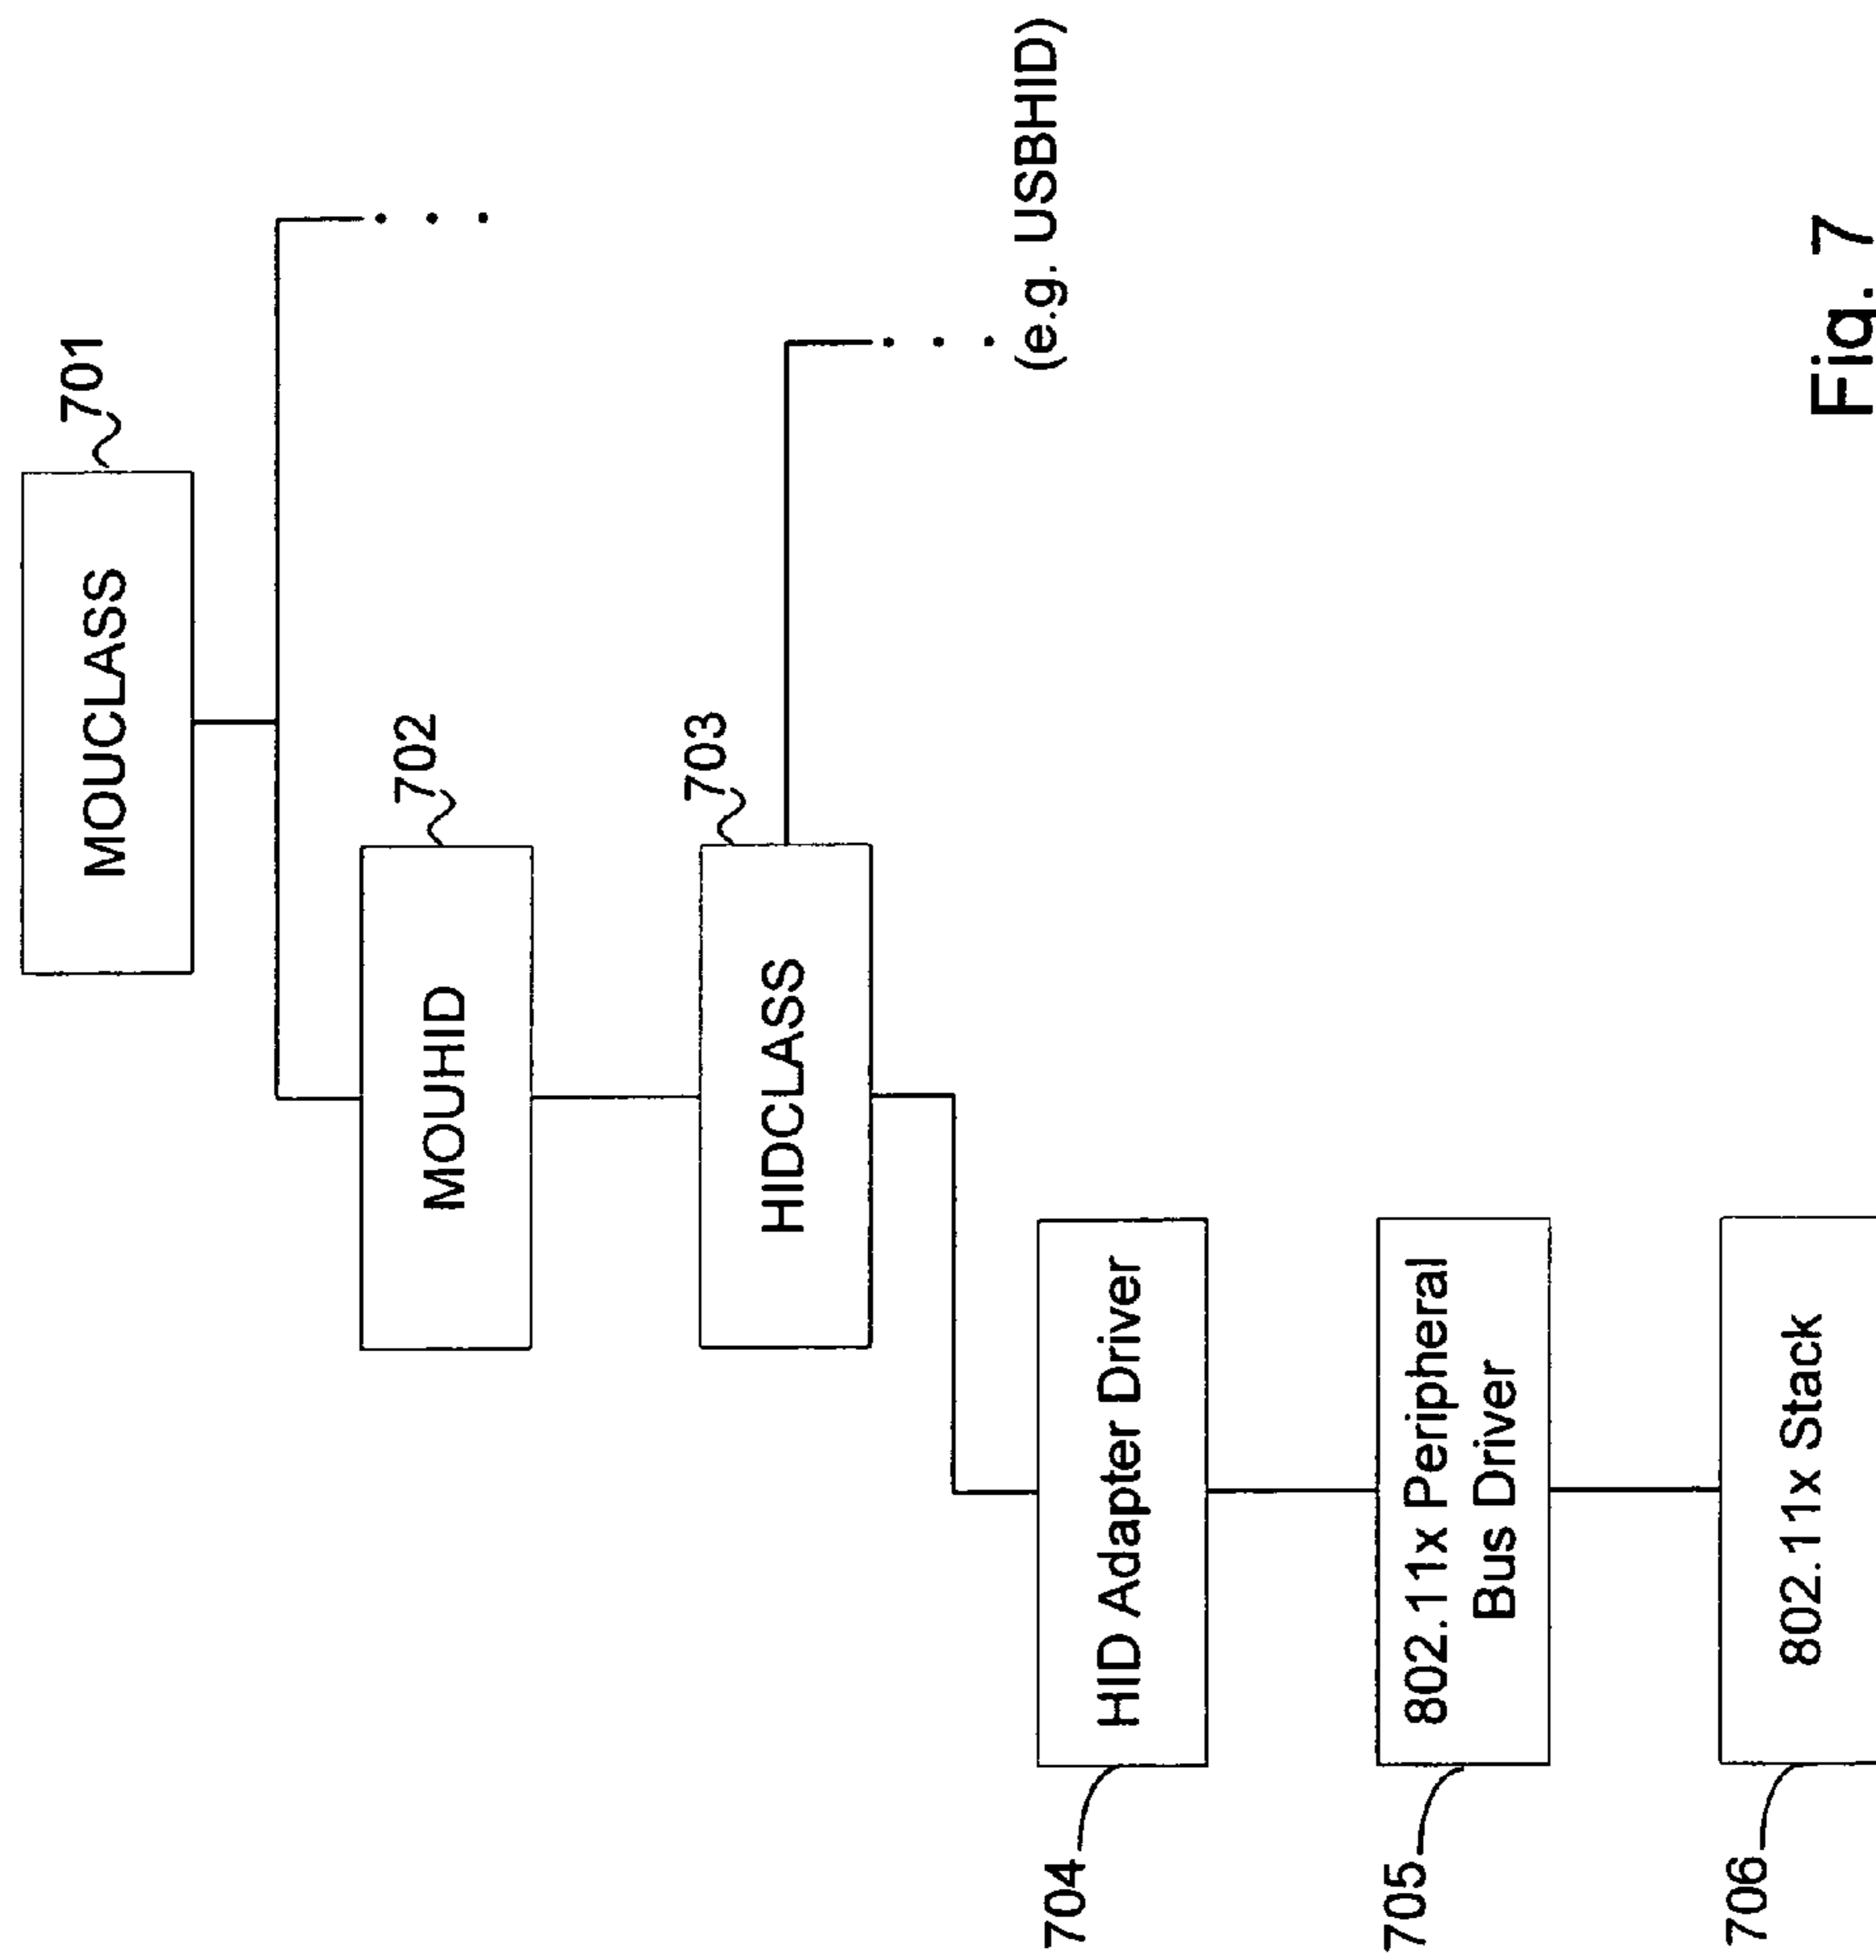 MOUCLASS
701
MOUHID
702
HIDCLASS
703
(e.g. USBHID)
704
HID Adapter Driver
705
802.11x Peripheral
Bus Driver
706
802.11x Stack
Fig. 7